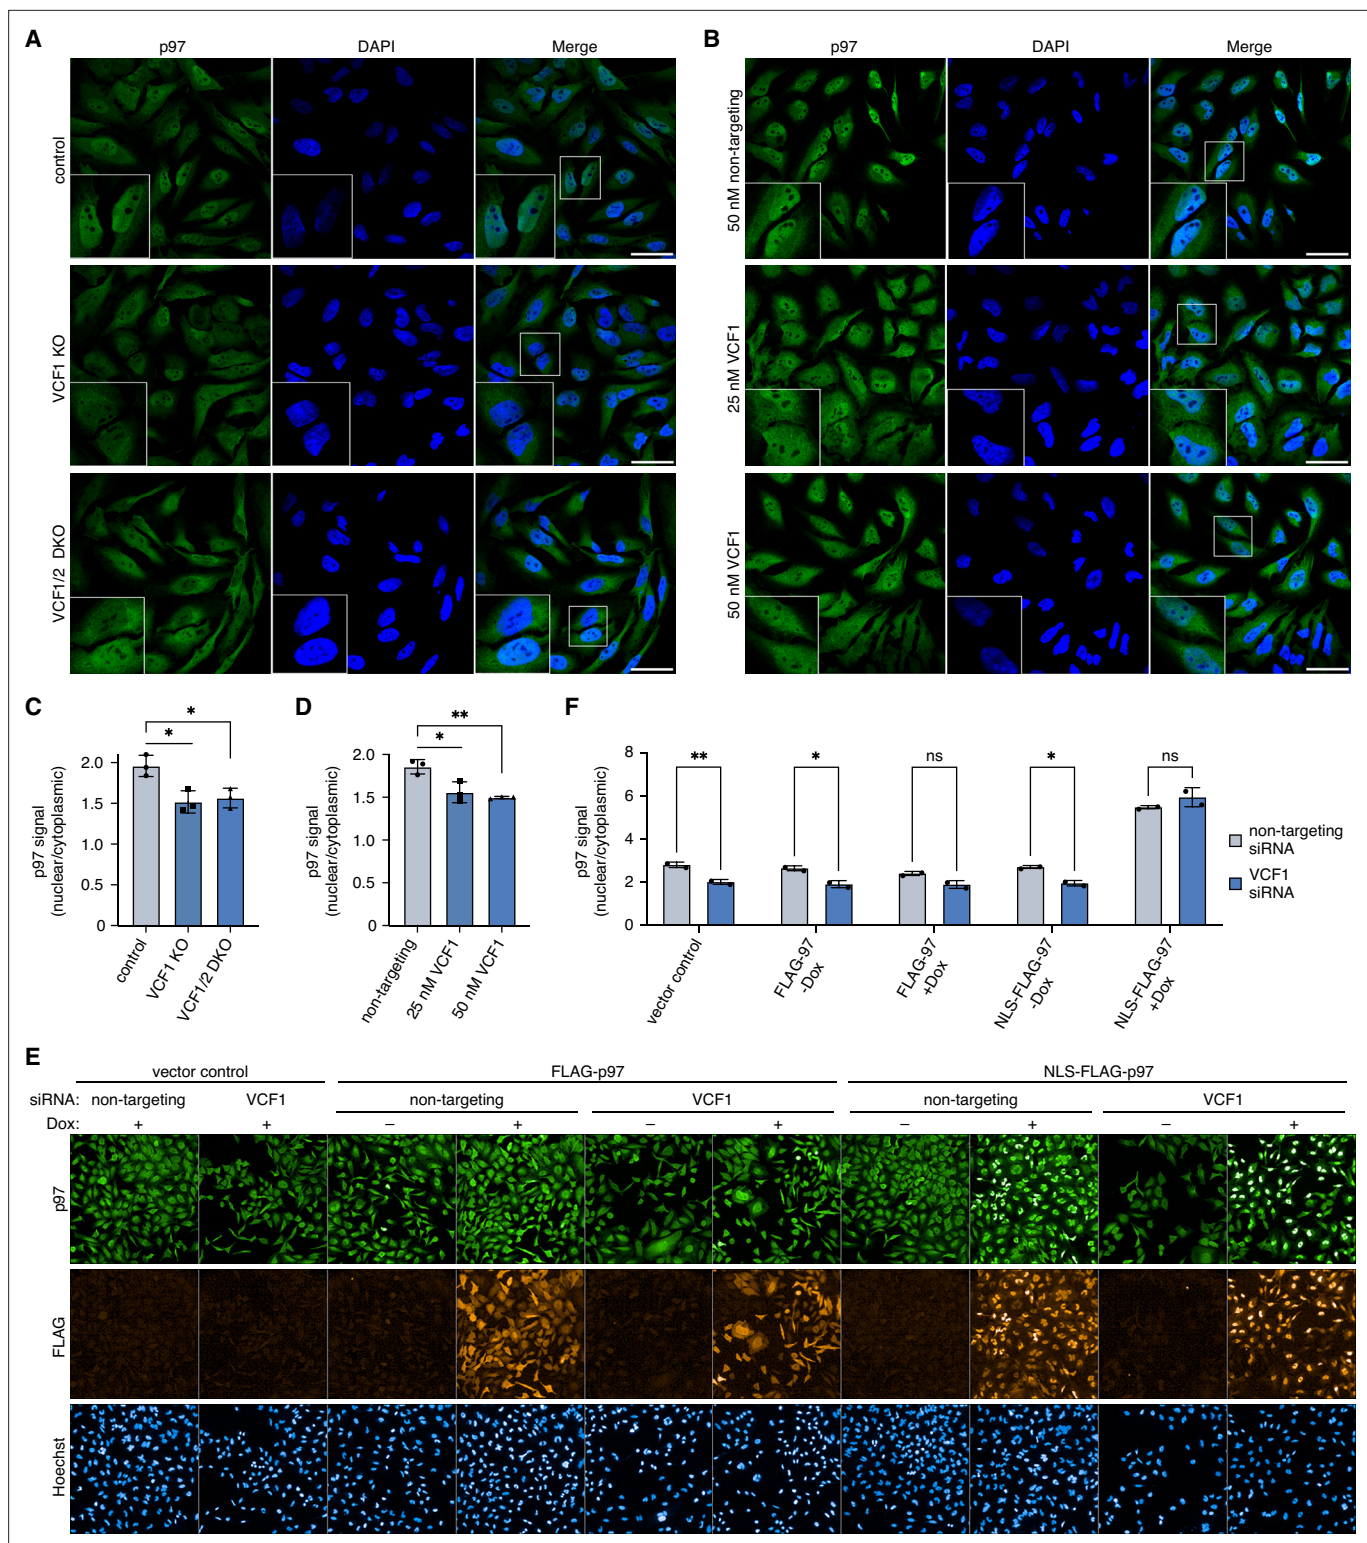 A
p97
DAPI
Merge
control
VCF1 KO
VCF1/2 DKO
B
p97
DAPI
Merge
50 nM non-targeting
25 nM VCF1
50 nM VCF1
C
p97 signal
(nuclear/cytoplasmic)
2.0
1.5
1.0
0.5
0
*
*
control
VCF1 KO
VCF1/2 DKO
D
p97 signal
(nuclear/cytoplasmic)
2.0
1.5
1.0
0.5
0
**
*
non-targeting
25 nM VCF1
50 nM VCF1
F
p97 signal
(nuclear/cytoplasmic)
8
6
4
2
0
** * ns * ns
vector control
FLAG-97
-Dox
FLAG-97
+Dox
NLS-FLAG-97
-Dox
NLS-FLAG-97
+Dox
non-targeting
siRNA
VCF1
siRNA
E
vector control FLAG-p97 NLS-FLAG-p97
siRNA: non-targeting VCF1 non-targeting VCF1 non-targeting VCF1
Dox: + + – + – + – + – +
p97
FLAG
Hoechst